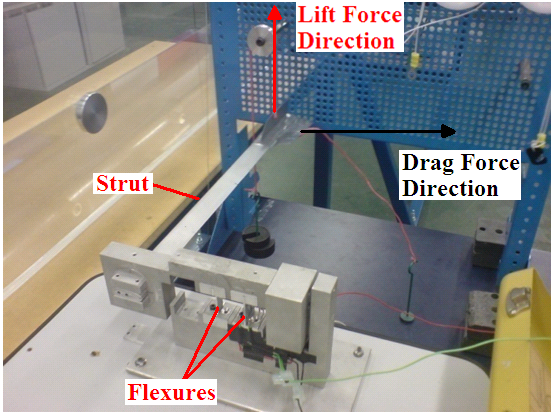 Lift Force
Direction
Drag Force
Direction
Strut
Flexures